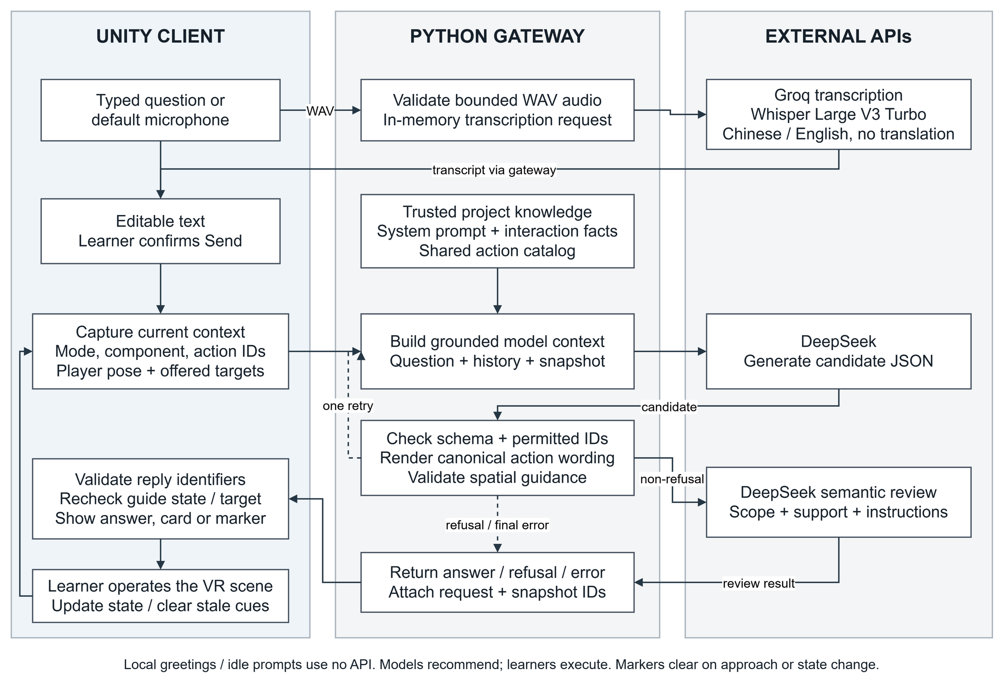 UNITY CLIENT
PYTHON GATEWAY
EXTERNAL APIs
Typed question or
default microphone
WAV
Validate bounded WAV audio
In-memory transcription request
Groq transcription
Whisper Large V3 Turbo
Chinese / English, no translation
transcript via gateway
Editable text
Learner confirms Send
Trusted project knowledge
System prompt + interaction facts
Shared action catalog
Capture current context
Mode, component, action IDs
Player pose + offered targets
Build grounded model context
Question + history + snapshot
DeepSeek
Generate candidate JSON
one retry
candidate
Check schema + permitted IDs
Render canonical action wording
Validate spatial guidance
non-refusal
Validate reply identifiers
Recheck guide state / target
Show answer, card or marker
DeepSeek semantic review
Scope + support + instructions
refusal / final error
Learner operates the VR scene
Update state / clear stale cues
Return answer / refusal / error
Attach request + snapshot IDs
review result
Local greetings / idle prompts use no API. Models recommend; learners execute. Markers clear on approach or state change.